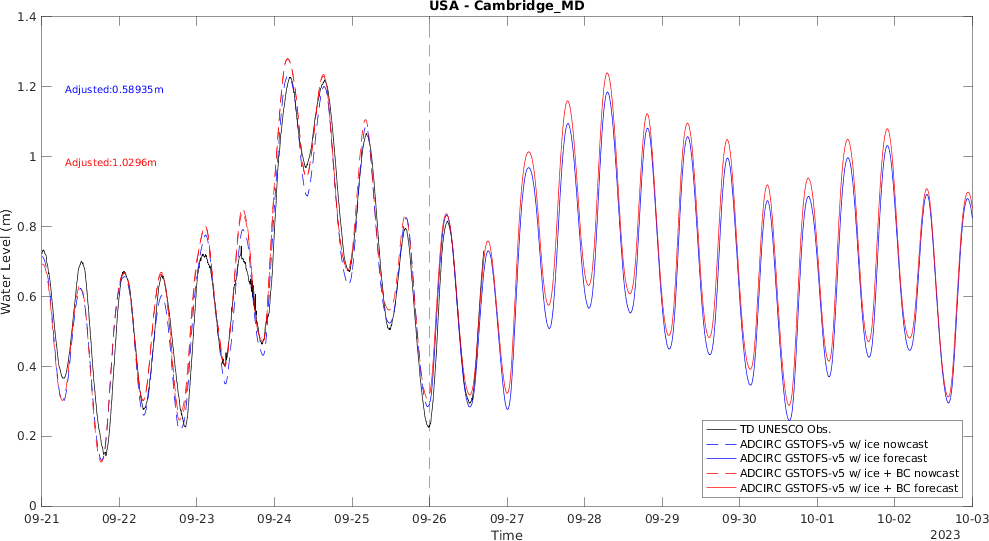 USA - Cambridge_MD
1.4
1.2
1
0.8
0.6
0.4
0.2
0
Water Level (m)
Adjusted:0.58935m
Adjusted:1.0296m
TD UNESCO Obs.
ADCIRC GSTOFS-v5 w/ ice nowcast
ADCIRC GSTOFS-v5 w/ ice forecast
ADCIRC GSTOFS-v5 w/ ice + BC nowcast
ADCIRC GSTOFS-v5 w/ ice + BC forecast
09-21 09-22 09-23 09-24 09-25 09-26 09-27 09-28 09-29 09-30 10-01 10-02 10-03
Time
2023